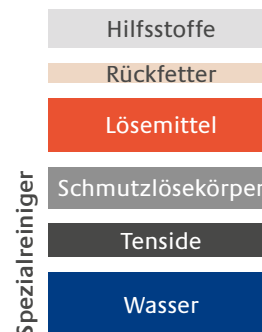 Hilfsstoffe
Rückfetter
Lösemittel
Schmutzlösekörper
Tenside
Wasser
Spezialreiniger